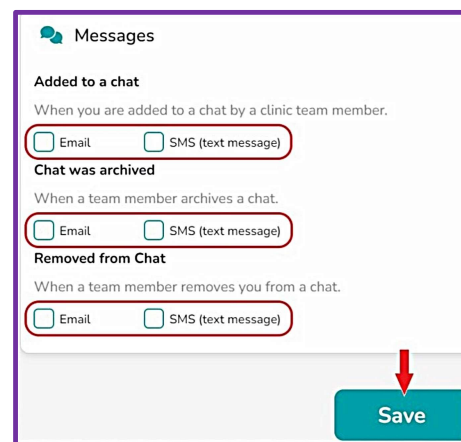 Messages
Added to a chat
When you are added to a chat by a clinic team member.
Email SMS (text message)
Chat was archived
When a team member archives a chat.
Email SMS (text message)
Removed from Chat
When a team member removes you from a chat.
Email SMS (text message)
Save